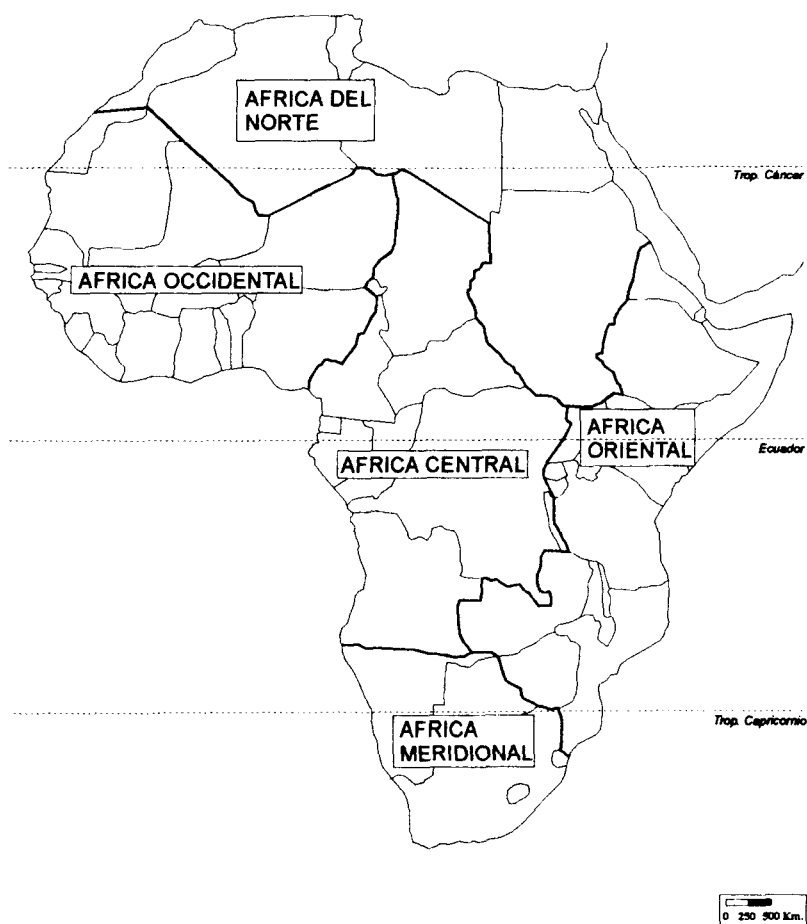 AFRICA DEL
NORTE
Trop. Cáncer
AFRICA OCCIDENTAL
AFRICA
ORIENTAL
Ecuador
AFRICA CENTRAL
Trop. Capricornio
AFRICA
MERIDIONAL
0 250 500 Km.